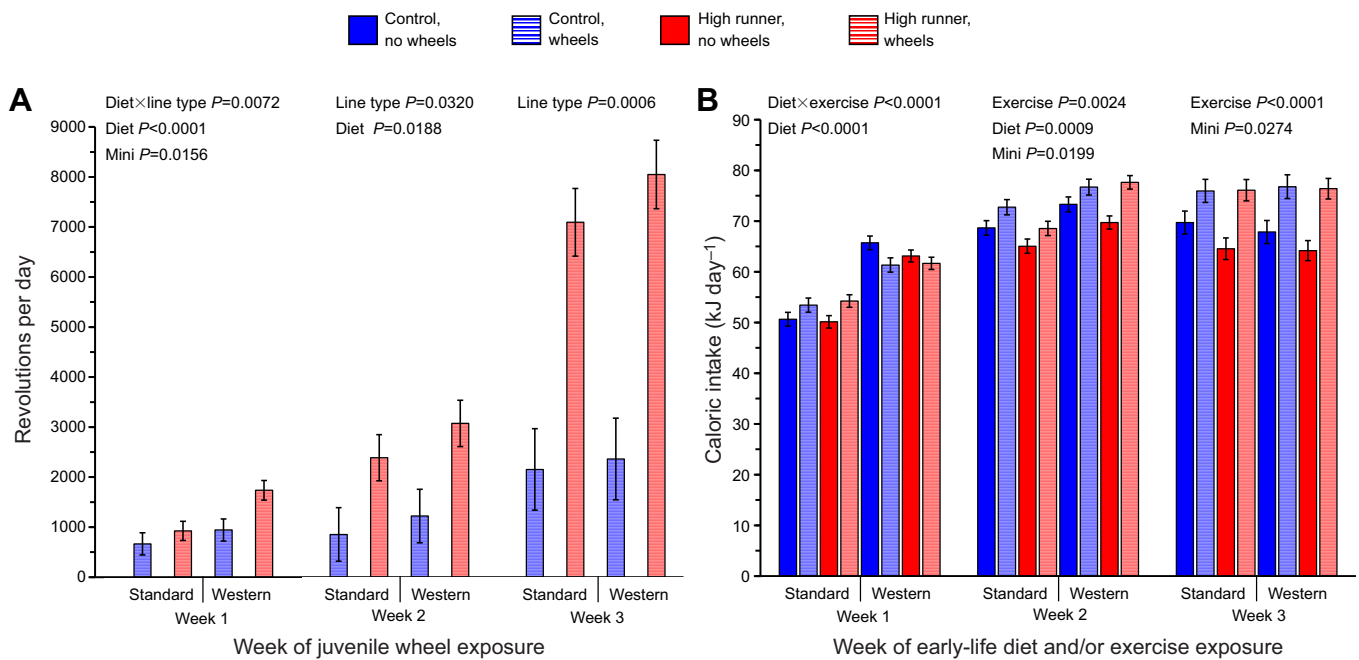 Control,
no wheels
Control,
wheels
High runner,
no wheels
High runner,
wheels
A
Diet×line type P=0.0072
Diet P<0.0001
Mini P=0.0156
Line type P=0.0320
Diet P=0.0188
Line type P=0.0006
Revolutions per day
9000
8000
7000
6000
5000
4000
3000
2000
1000
0
Standard
Western
Standard
Western
Standard
Western
Week 1
Week 2
Week 3
Week of juvenile wheel exposure
B
Diet×exercise P<0.0001
Diet P<0.0001
Exercise P=0.0024
Diet P=0.0009
Mini P=0.0199
Exercise P<0.0001
Mini P=0.0274
Caloric intake (kJ day⁻¹)
90
80
70
60
50
40
30
20
10
0
Standard
Western
Standard
Western
Standard
Western
Week 1
Week 2
Week 3
Week of early-life diet and/or exercise exposure